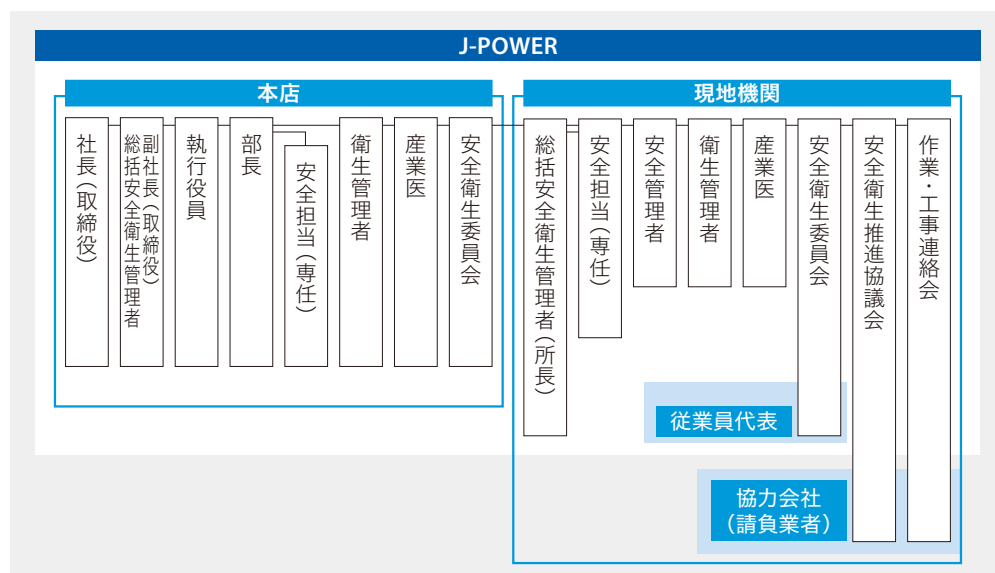 J-POWER
本店
社長（取締役）
副社長（取締役）
総括安全衛生管理者
執行役員
部長
安全担当（専任）
衛生管理者
産業医
安全衛生委員会
現地機関
総括安全衛生管理者（所長）
安全担当（専任）
安全管理者
衛生管理者
産業医
安全衛生委員会
安全衛生推進協議会
作業・工事連絡会
従業員代表
協力会社
（請負業者）